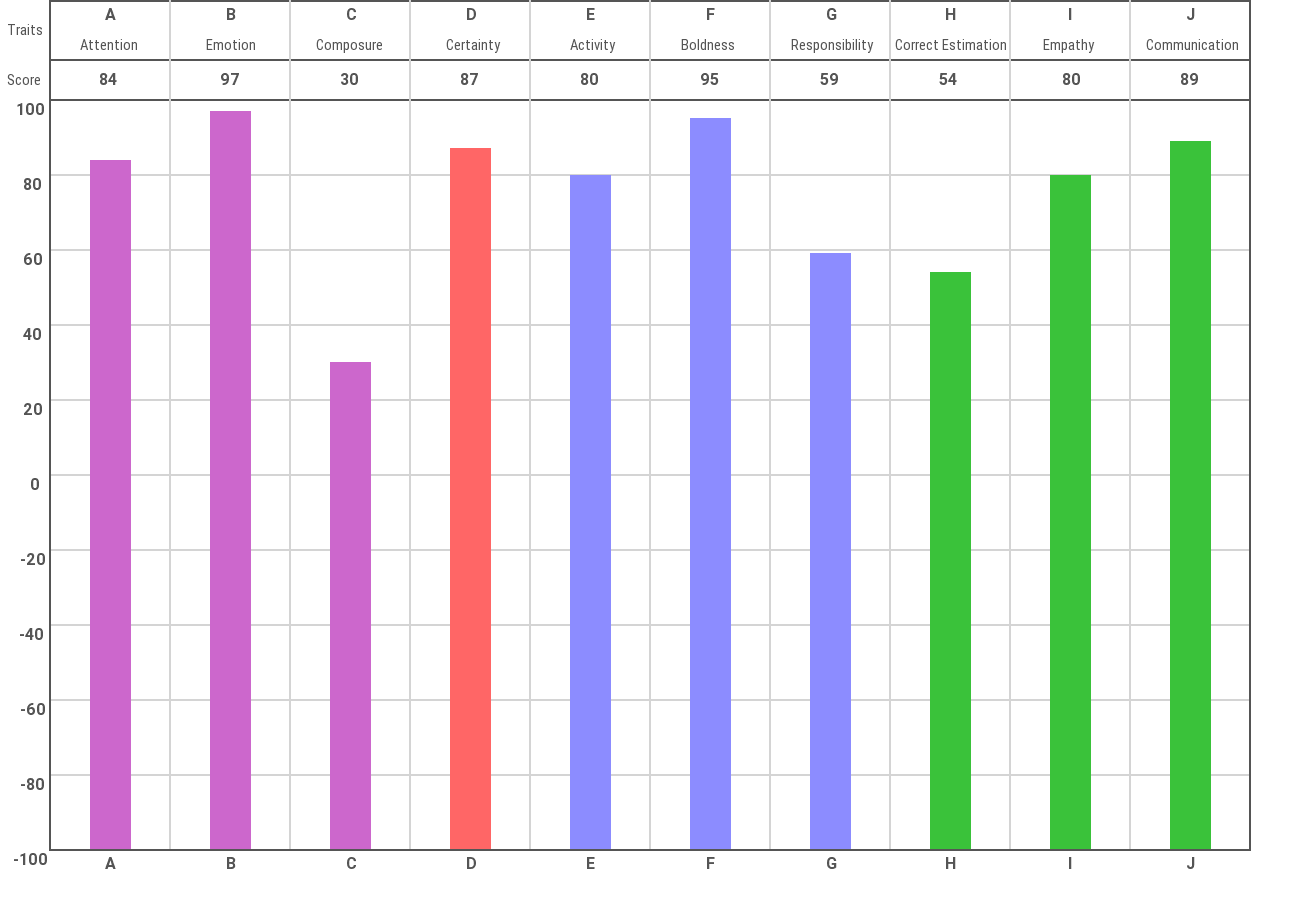 Traits A B C D E F G H I J
Attention Emotion Composure Certainty Activity Boldness Responsibility Correct Estimation Empathy Communication
Score 84 97 30 87 80 95 59 54 80 89
100
80
60
40
20
0
-20
-40
-60
-80
-100
A B C D E F G H I J